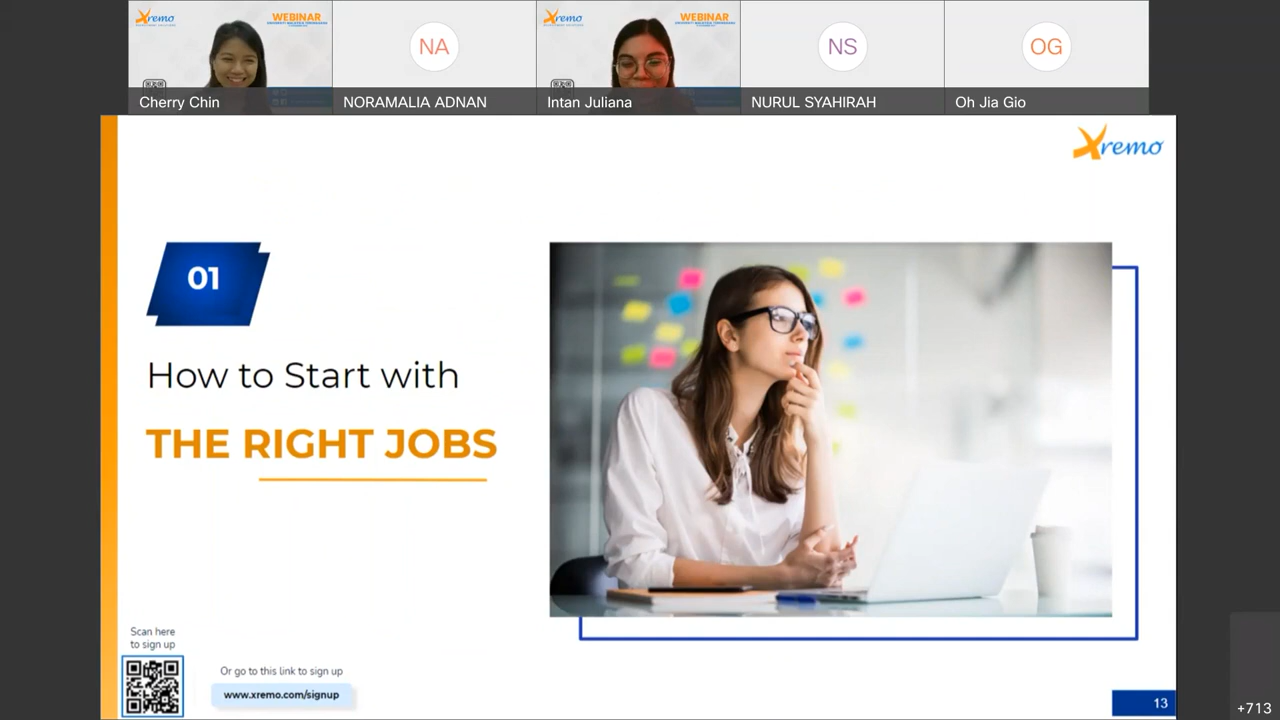 Xremo
WEBINAR
NA
Xremo
WEBINAR
NS
OG
Cherry Chin
NORAMALIA ADNAN
Intan Juliana
NURUL SYAHIRAH
Oh Jia Gio
Xremo
01
How to Start with
THE RIGHT JOBS
Scan here
to sign up
Or go to this link to sign up
www.xremo.com/signup
13
+713